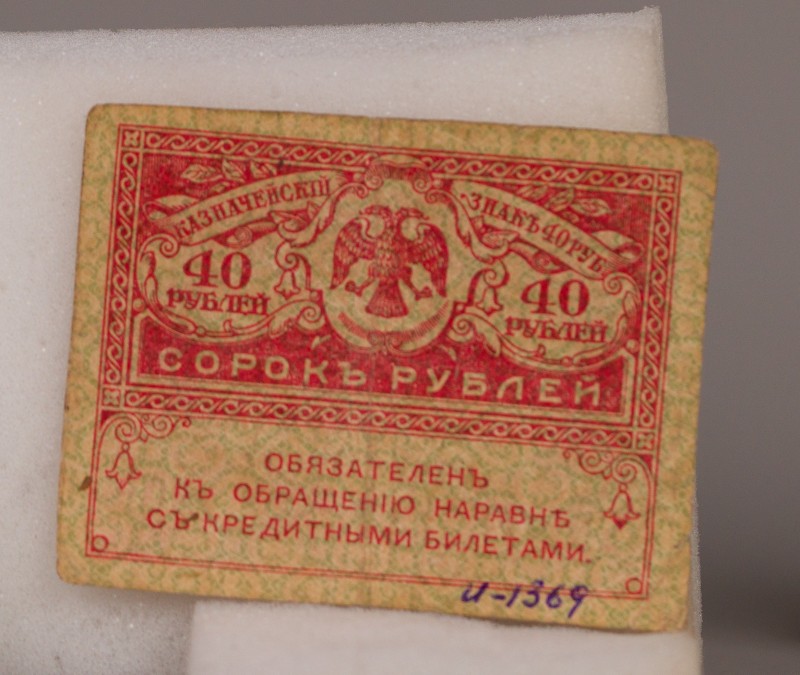 КАЗНАЧЕЙСКІЙ
ЗНАКЪ 40 РУБ
40
РУБЛЕЙ
40
РУБЛЕЙ
СОРОКЪ РУБЛЕЙ
ОБЯЗАТЕЛЕНЪ
КЪ ОБРАЩЕНІЮ НАРАВНѢ
СЪ КРЕДИТНЫМИ БИЛЕТАМИ.
И-1369